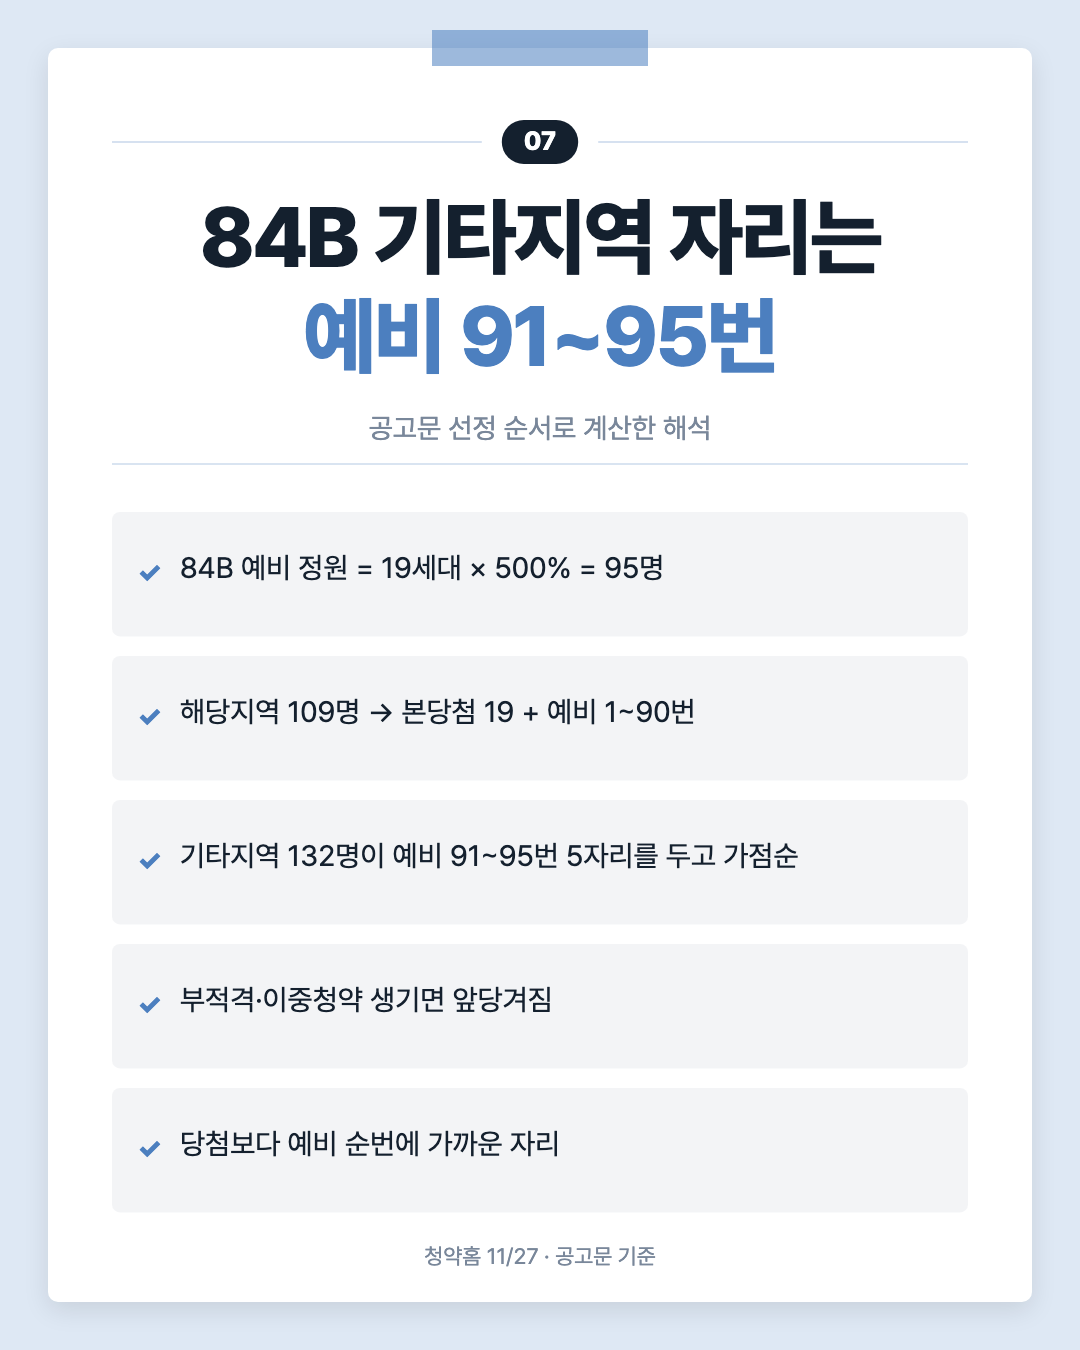 07
84B 기타지역 자리는
예비 91~95번
공고문 선정 순서로 계산한 해석
84B 예비 정원 = 19세대 × 500% = 95명
해당지역 109명 → 본당첨 19 + 예비 1~90번
기타지역 132명이 예비 91~95번 5자리를 두고 가점순
부적격·이중청약 생기면 앞당겨짐
당첨보다 예비 순번에 가까운 자리
청약홈 11/27 · 공고문 기준